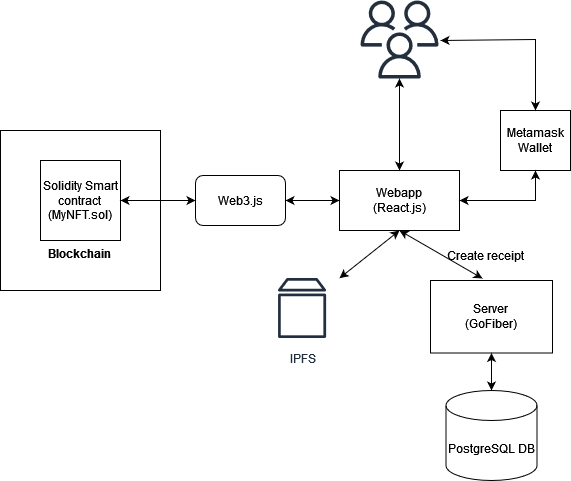 Metamask
Wallet
Solidity Smart
contract
(MyNFT.sol)
Blockchain
Web3.js
Webapp
(React.js)
Create receipt
IPFS
Server
(GoFiber)
PostgreSQL DB